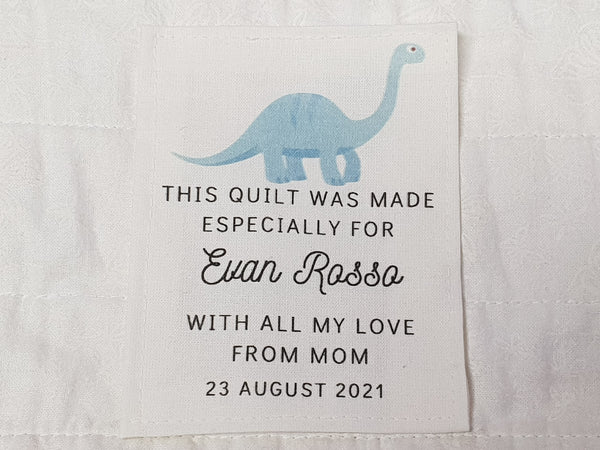 THIS QUILT WAS MADE
ESPECIALLY FOR
Evan Rosso
WITH ALL MY LOVE
FROM MOM
23 AUGUST 2021